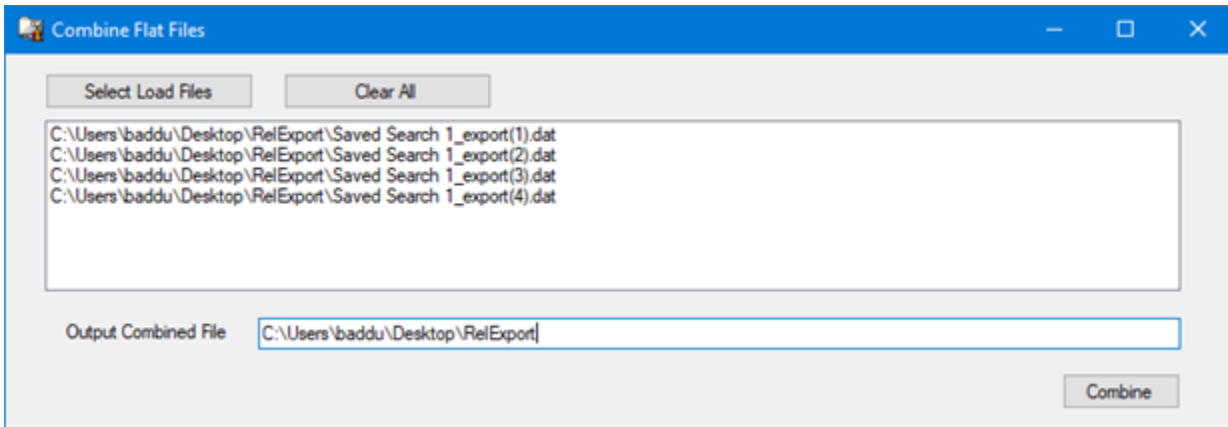 Combine Flat Files
Select Load Files Clear All
C:\Users\baddu\Desktop\RelExport\Saved Search 1_export(1).dat
C:\Users\baddu\Desktop\RelExport\Saved Search 1_export(2).dat
C:\Users\baddu\Desktop\RelExport\Saved Search 1_export(3).dat
C:\Users\baddu\Desktop\RelExport\Saved Search 1_export(4).dat
Output Combined File C:\Users\baddu\Desktop\RelExport
Combine